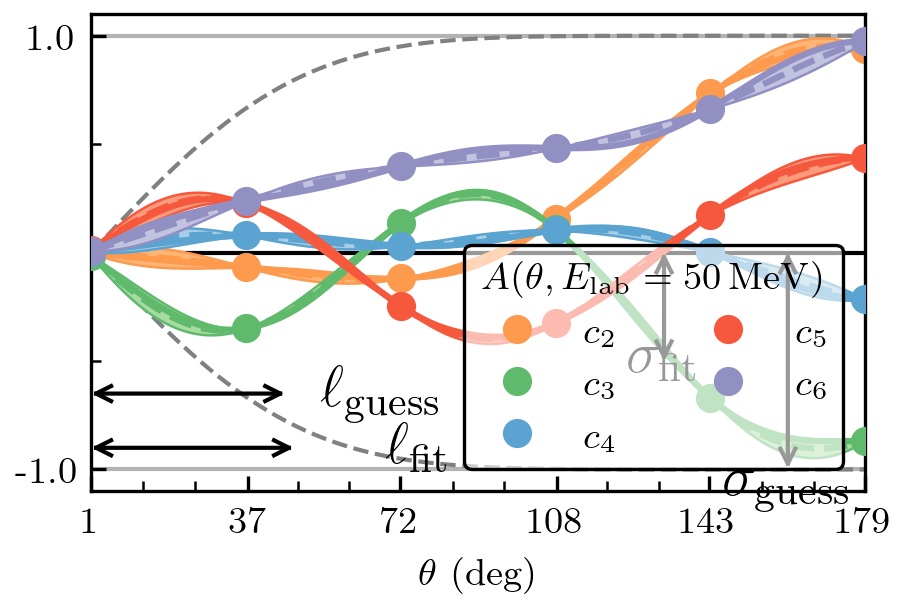 1.0
A(θ, E_lab = 50 MeV)
c_2 c_5
σ_fit
c_3 c_6
ℓ_guess
c_4
ℓ_fit
-1.0
σ_guess
1 37 72 108 143 179
θ (deg)